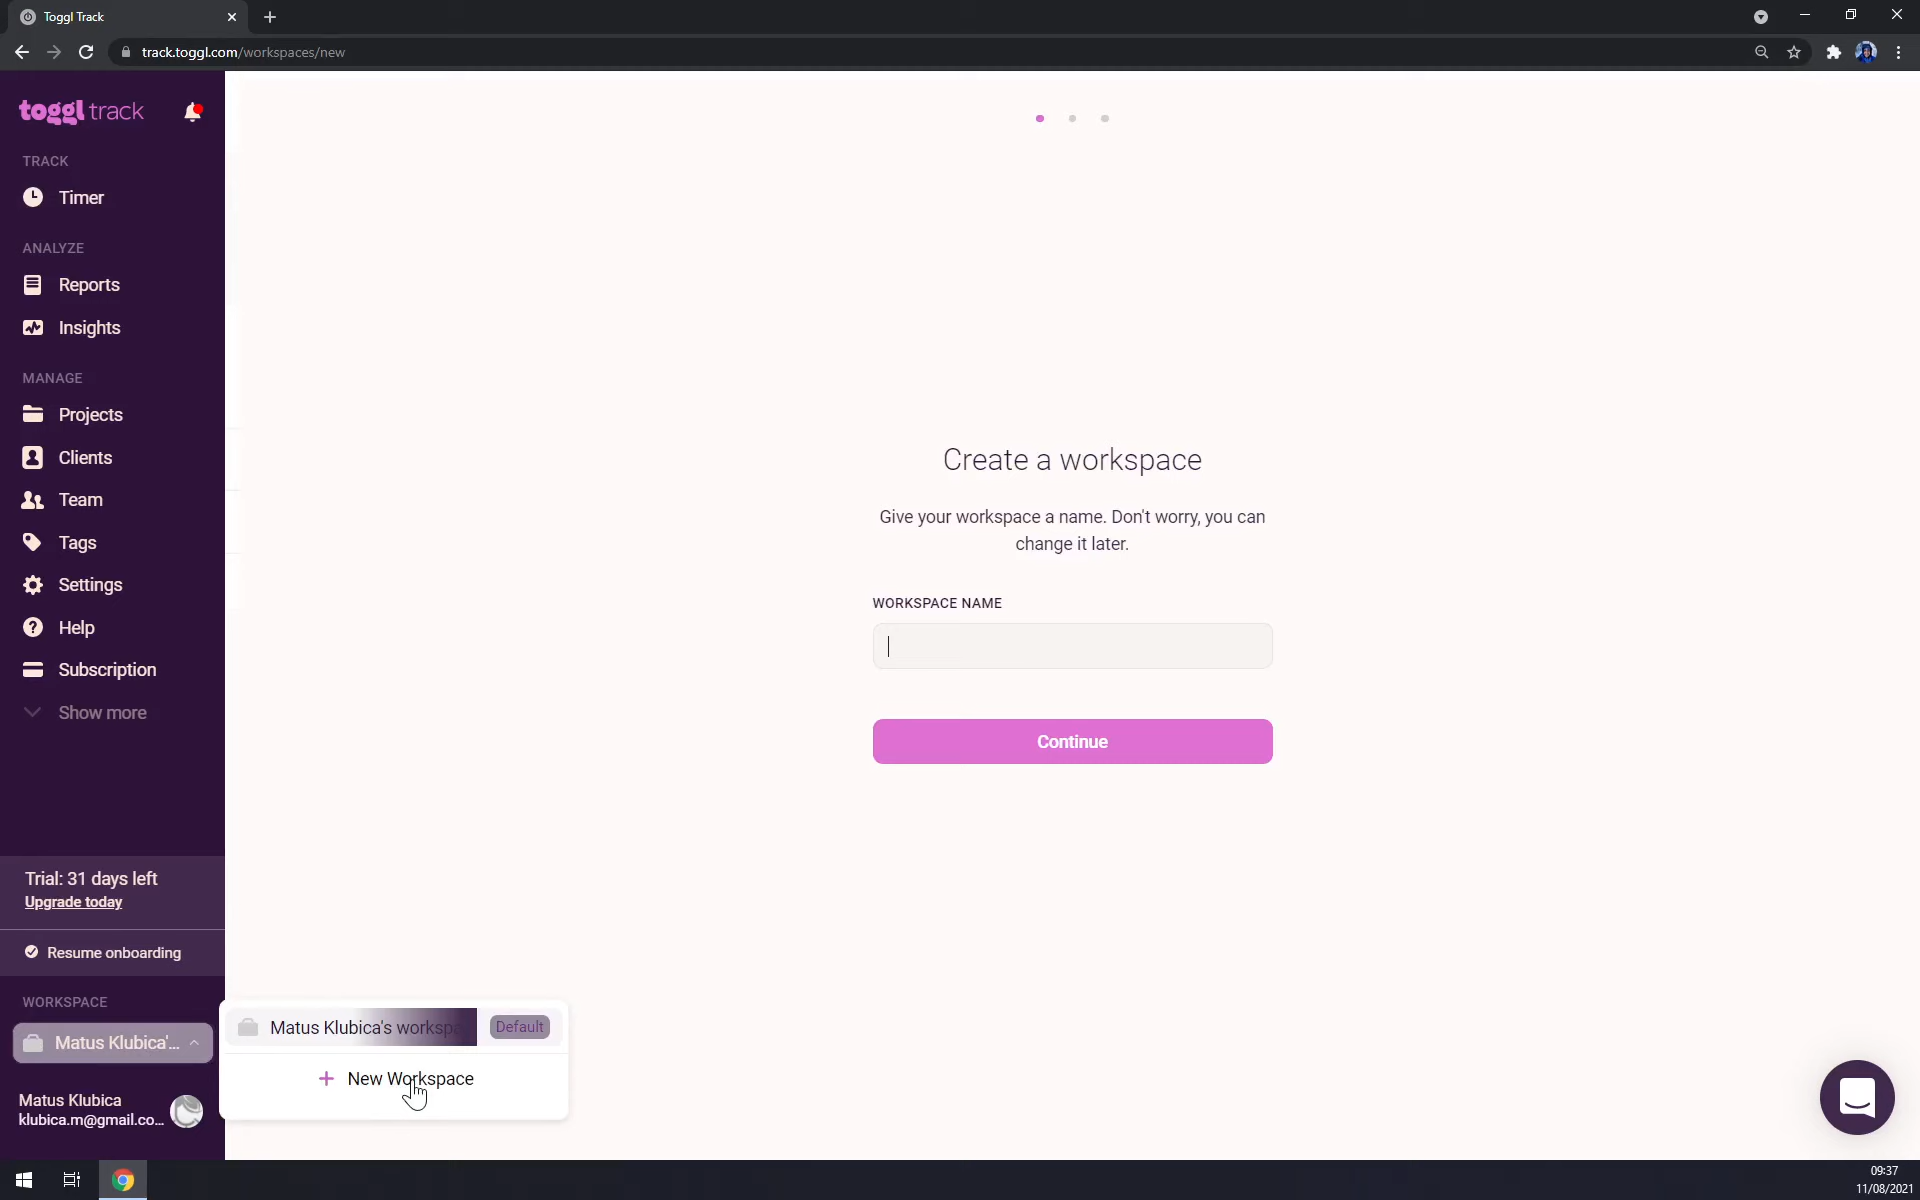 Toggl Track
track.toggl.com/workspaces/new
toggl track
TRACK
Timer
ANALYZE
Reports
Insights
MANAGE
Projects
Clients
Team
Tags
Settings
Help
Subscription
Show more
Trial: 31 days left
Upgrade today
Resume onboarding
WORKSPACE
Matus Klubica'...
Matus Klubica
klubica.m@gmail.co...
Matus Klubica's workspa
Default
New Workspace
Create a workspace
Give your workspace a name. Don't worry, you can
change it later.
WORKSPACE NAME
Continue
09:37
11/08/2021